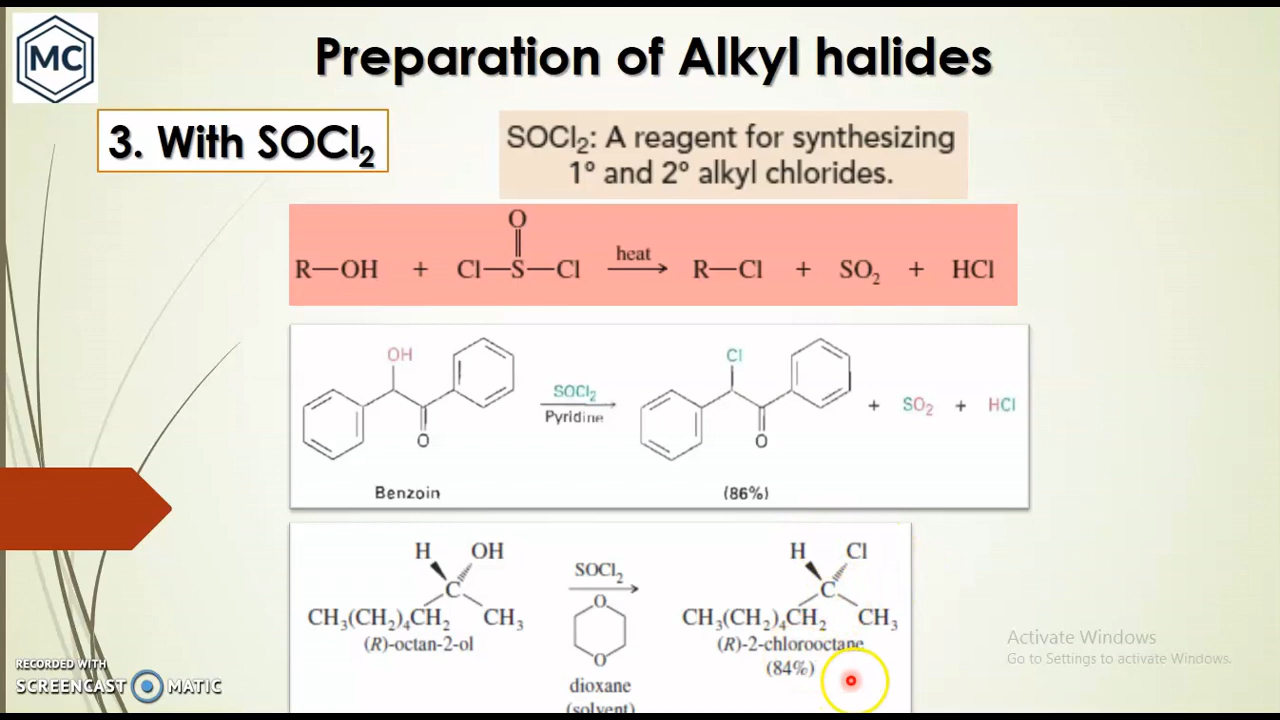 MC
Preparation of Alkyl halides
3. With SOCl₂
SOCl₂: A reagent for synthesizing
1° and 2° alkyl chlorides.
O
R—OH + Cl—S—Cl heat R—Cl + SO₂ + HCl
OH Cl
SOCl₂
Pyridine
+ SO₂ + HCl
O O
Benzoin (86%)
H OH H Cl
SOCl₂
C C
CH₃(CH₂)₄CH₂ CH₃ O CH₃(CH₂)₄CH₂ CH₃
(R)-octan-2-ol (R)-2-chlorooctane
O (84%)
dioxane
(solvent)
Activate Windows
Go to Settings to activate Windows.
RECORDED WITH
SCREENCAST MATIC